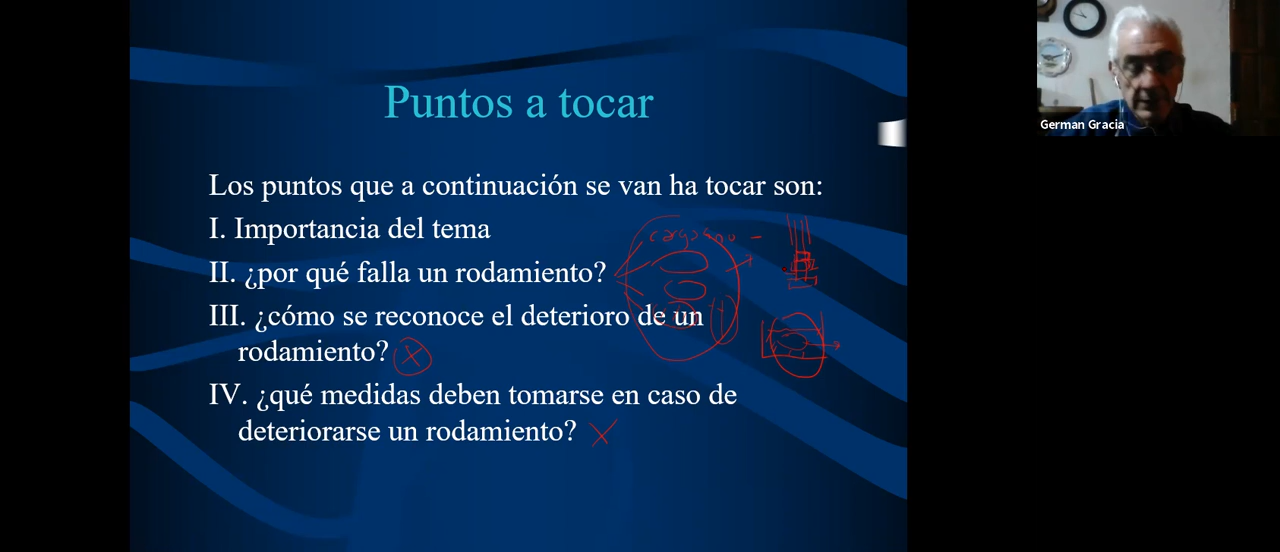 Puntos a tocar
Los puntos que a continuación se van ha tocar son:
I. Importancia del tema
II. ¿por qué falla un rodamiento?
III. ¿cómo se reconoce el deterioro de un
rodamiento?
IV. ¿qué medidas deben tomarse en caso de
deteriorarse un rodamiento?
German Gracia